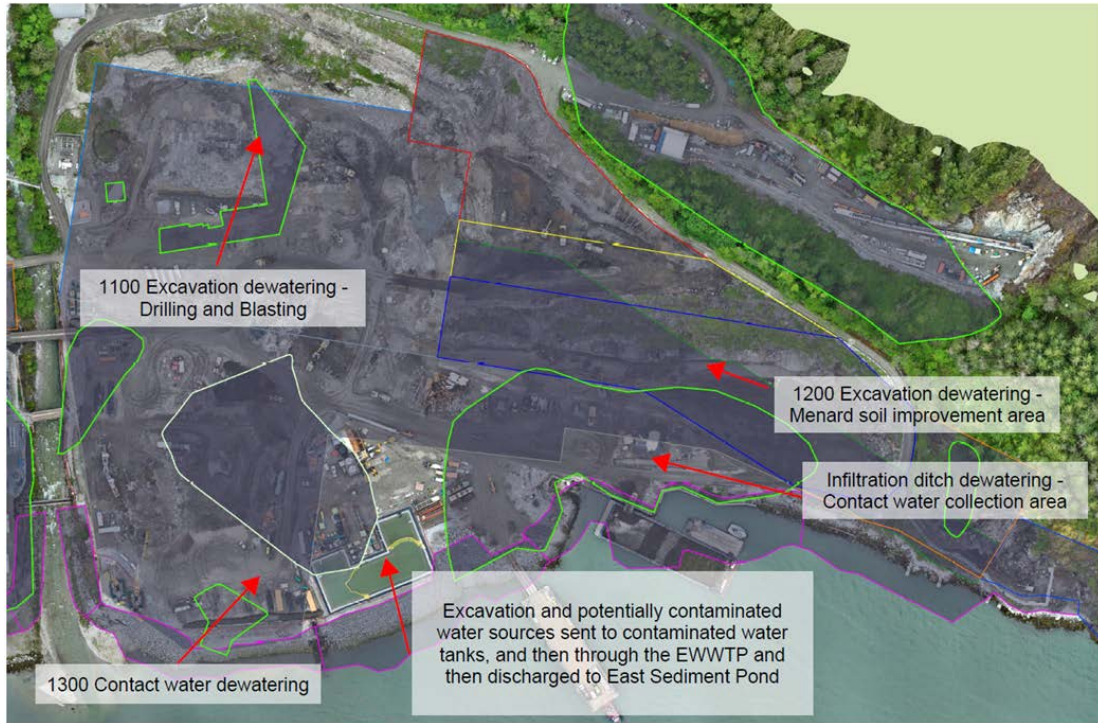 1100 Excavation dewatering -
Drilling and Blasting
1200 Excavation dewatering -
Menard soil improvement area
Infiltration ditch dewatering -
Contact water collection area
Excavation and potentially contaminated
water sources sent to contaminated water
tanks, and then through the EWWTP and
then discharged to East Sediment Pond
1300 Contact water dewatering